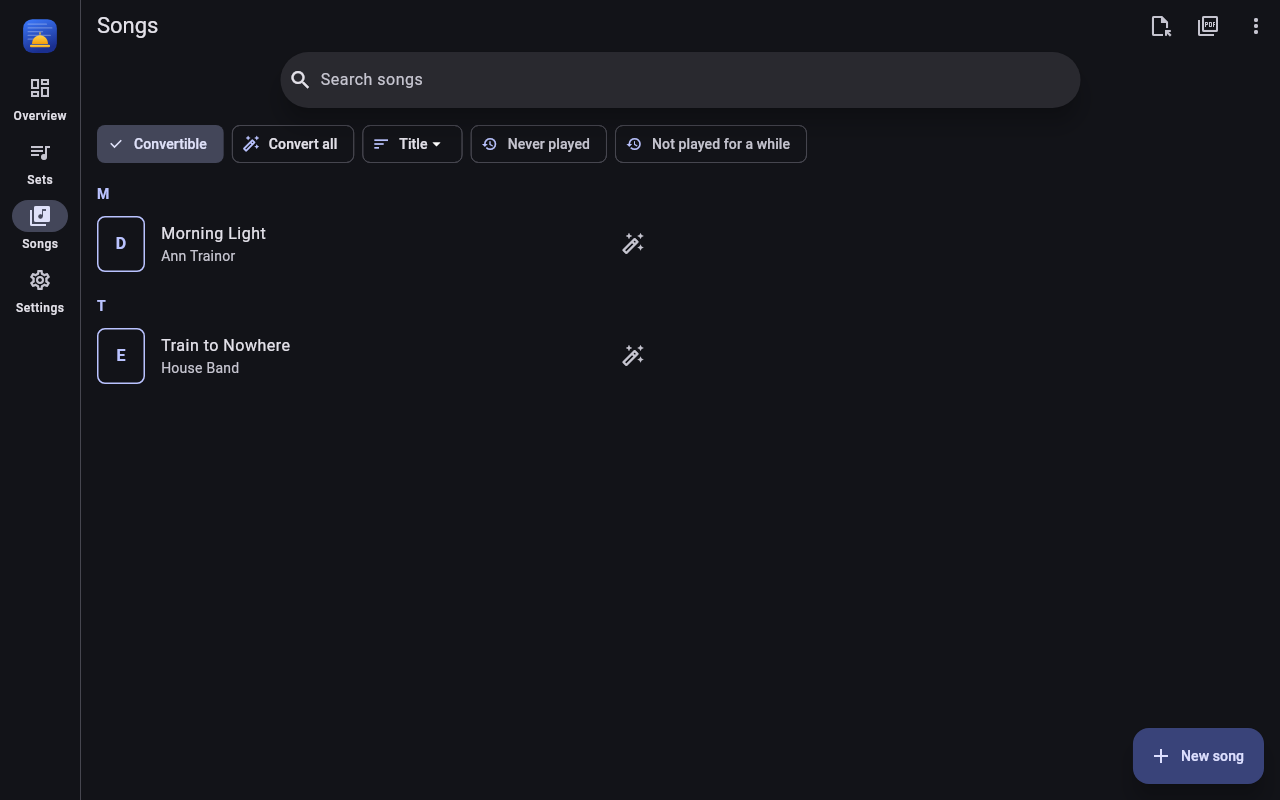 Songs
Search songs
Overview
Sets
Songs
Settings
Convertible
Convert all
Title
Never played
Not played for a while
M
D
Morning Light
Ann Trainor
T
E
Train to Nowhere
House Band
PDF
New song